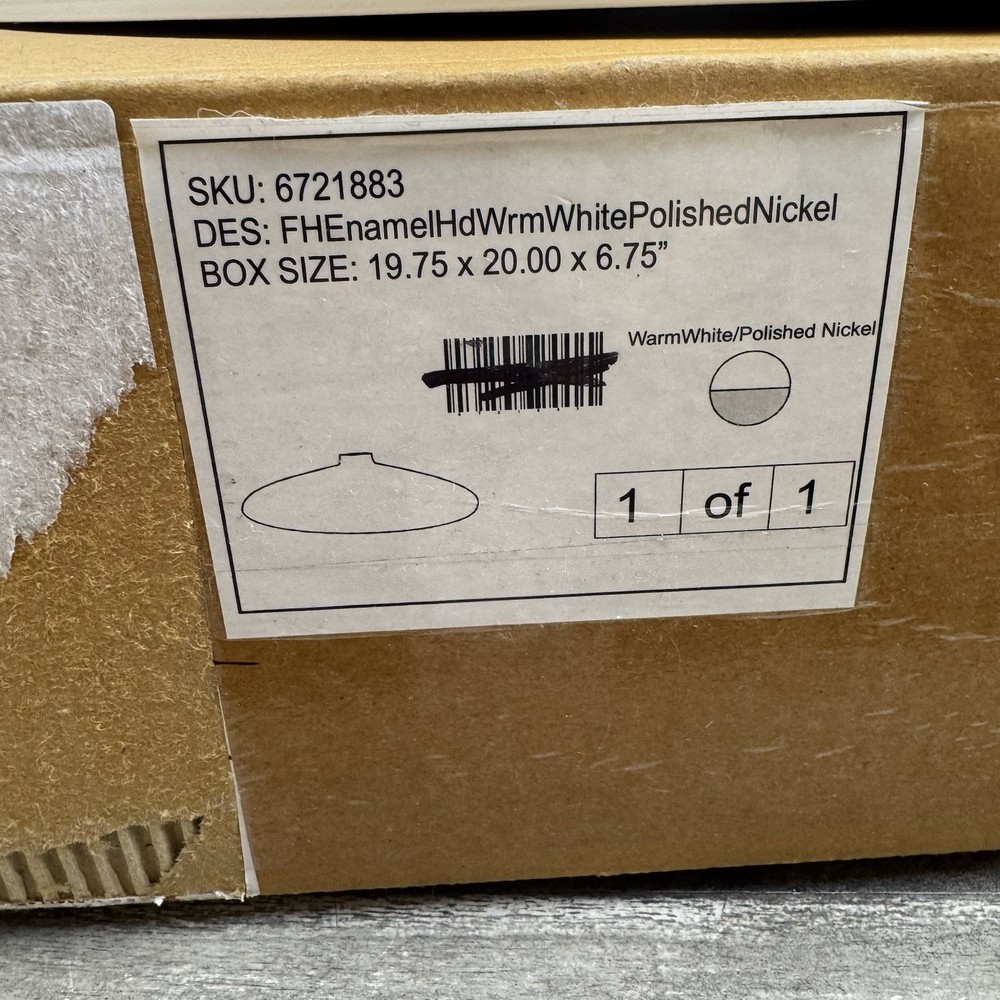 SKU: 6721883
DES: FHEnamelHdWrmWhitePolishedNickel
BOX SIZE: 19.75 x 20.00 x 6.75”
WarmWhite/Polished Nickel
1 of 1